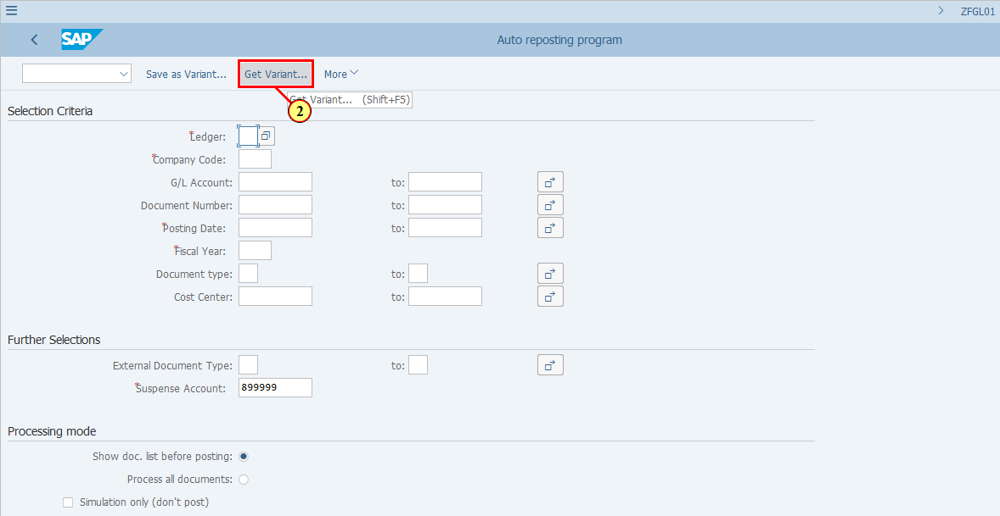 ZFGL01
SAP Auto reposting program
Save as Variant... Get Variant... More
Get Variant... (Shift+F5)
2
Selection Criteria
*Ledger:
*Company Code:
G/L Account: to:
Document Number: to:
*Posting Date: to:
*Fiscal Year:
Document type: to:
Cost Center: to:
Further Selections
External Document Type: to:
*Suspense Account: 899999
Processing mode
Show doc. list before posting:
Process all documents:
Simulation only (don't post)